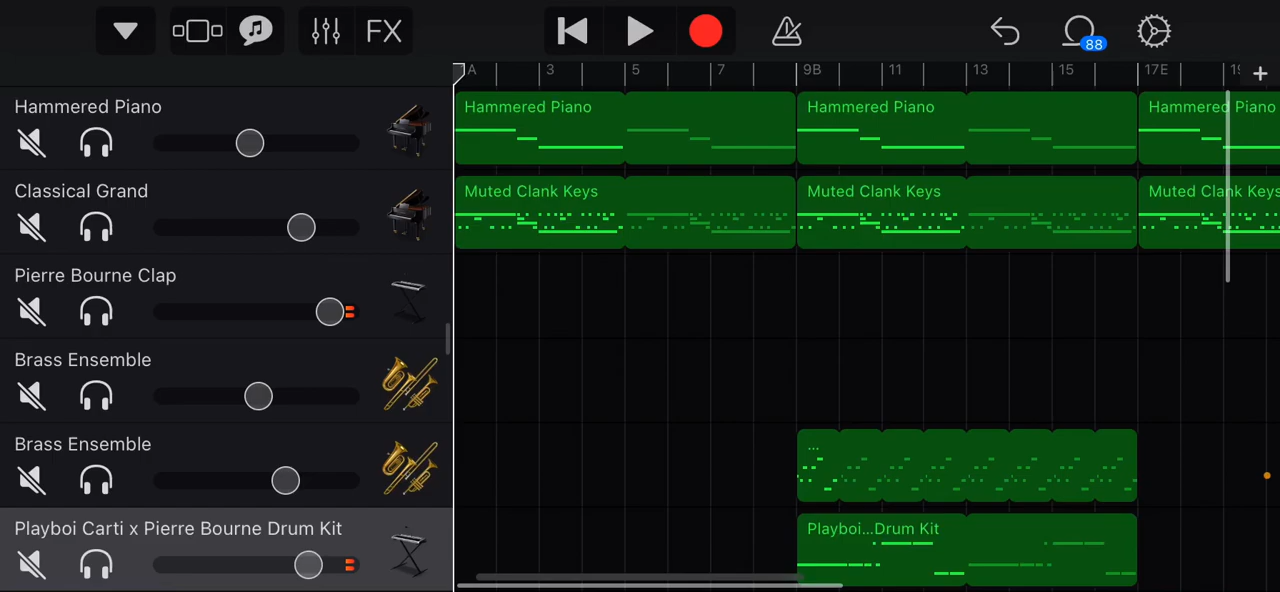 FX
88
A 3 5 7 9B 11 13 15 17E
Hammered Piano
Hammered Piano
Hammered Piano
Hammered Piano
Classical Grand
Muted Clank Keys
Muted Clank Keys
Muted Clank Keys
Pierre Bourne Clap
Brass Ensemble
Brass Ensemble
...
Playboi Carti x Pierre Bourne Drum Kit
Playboi...Drum Kit